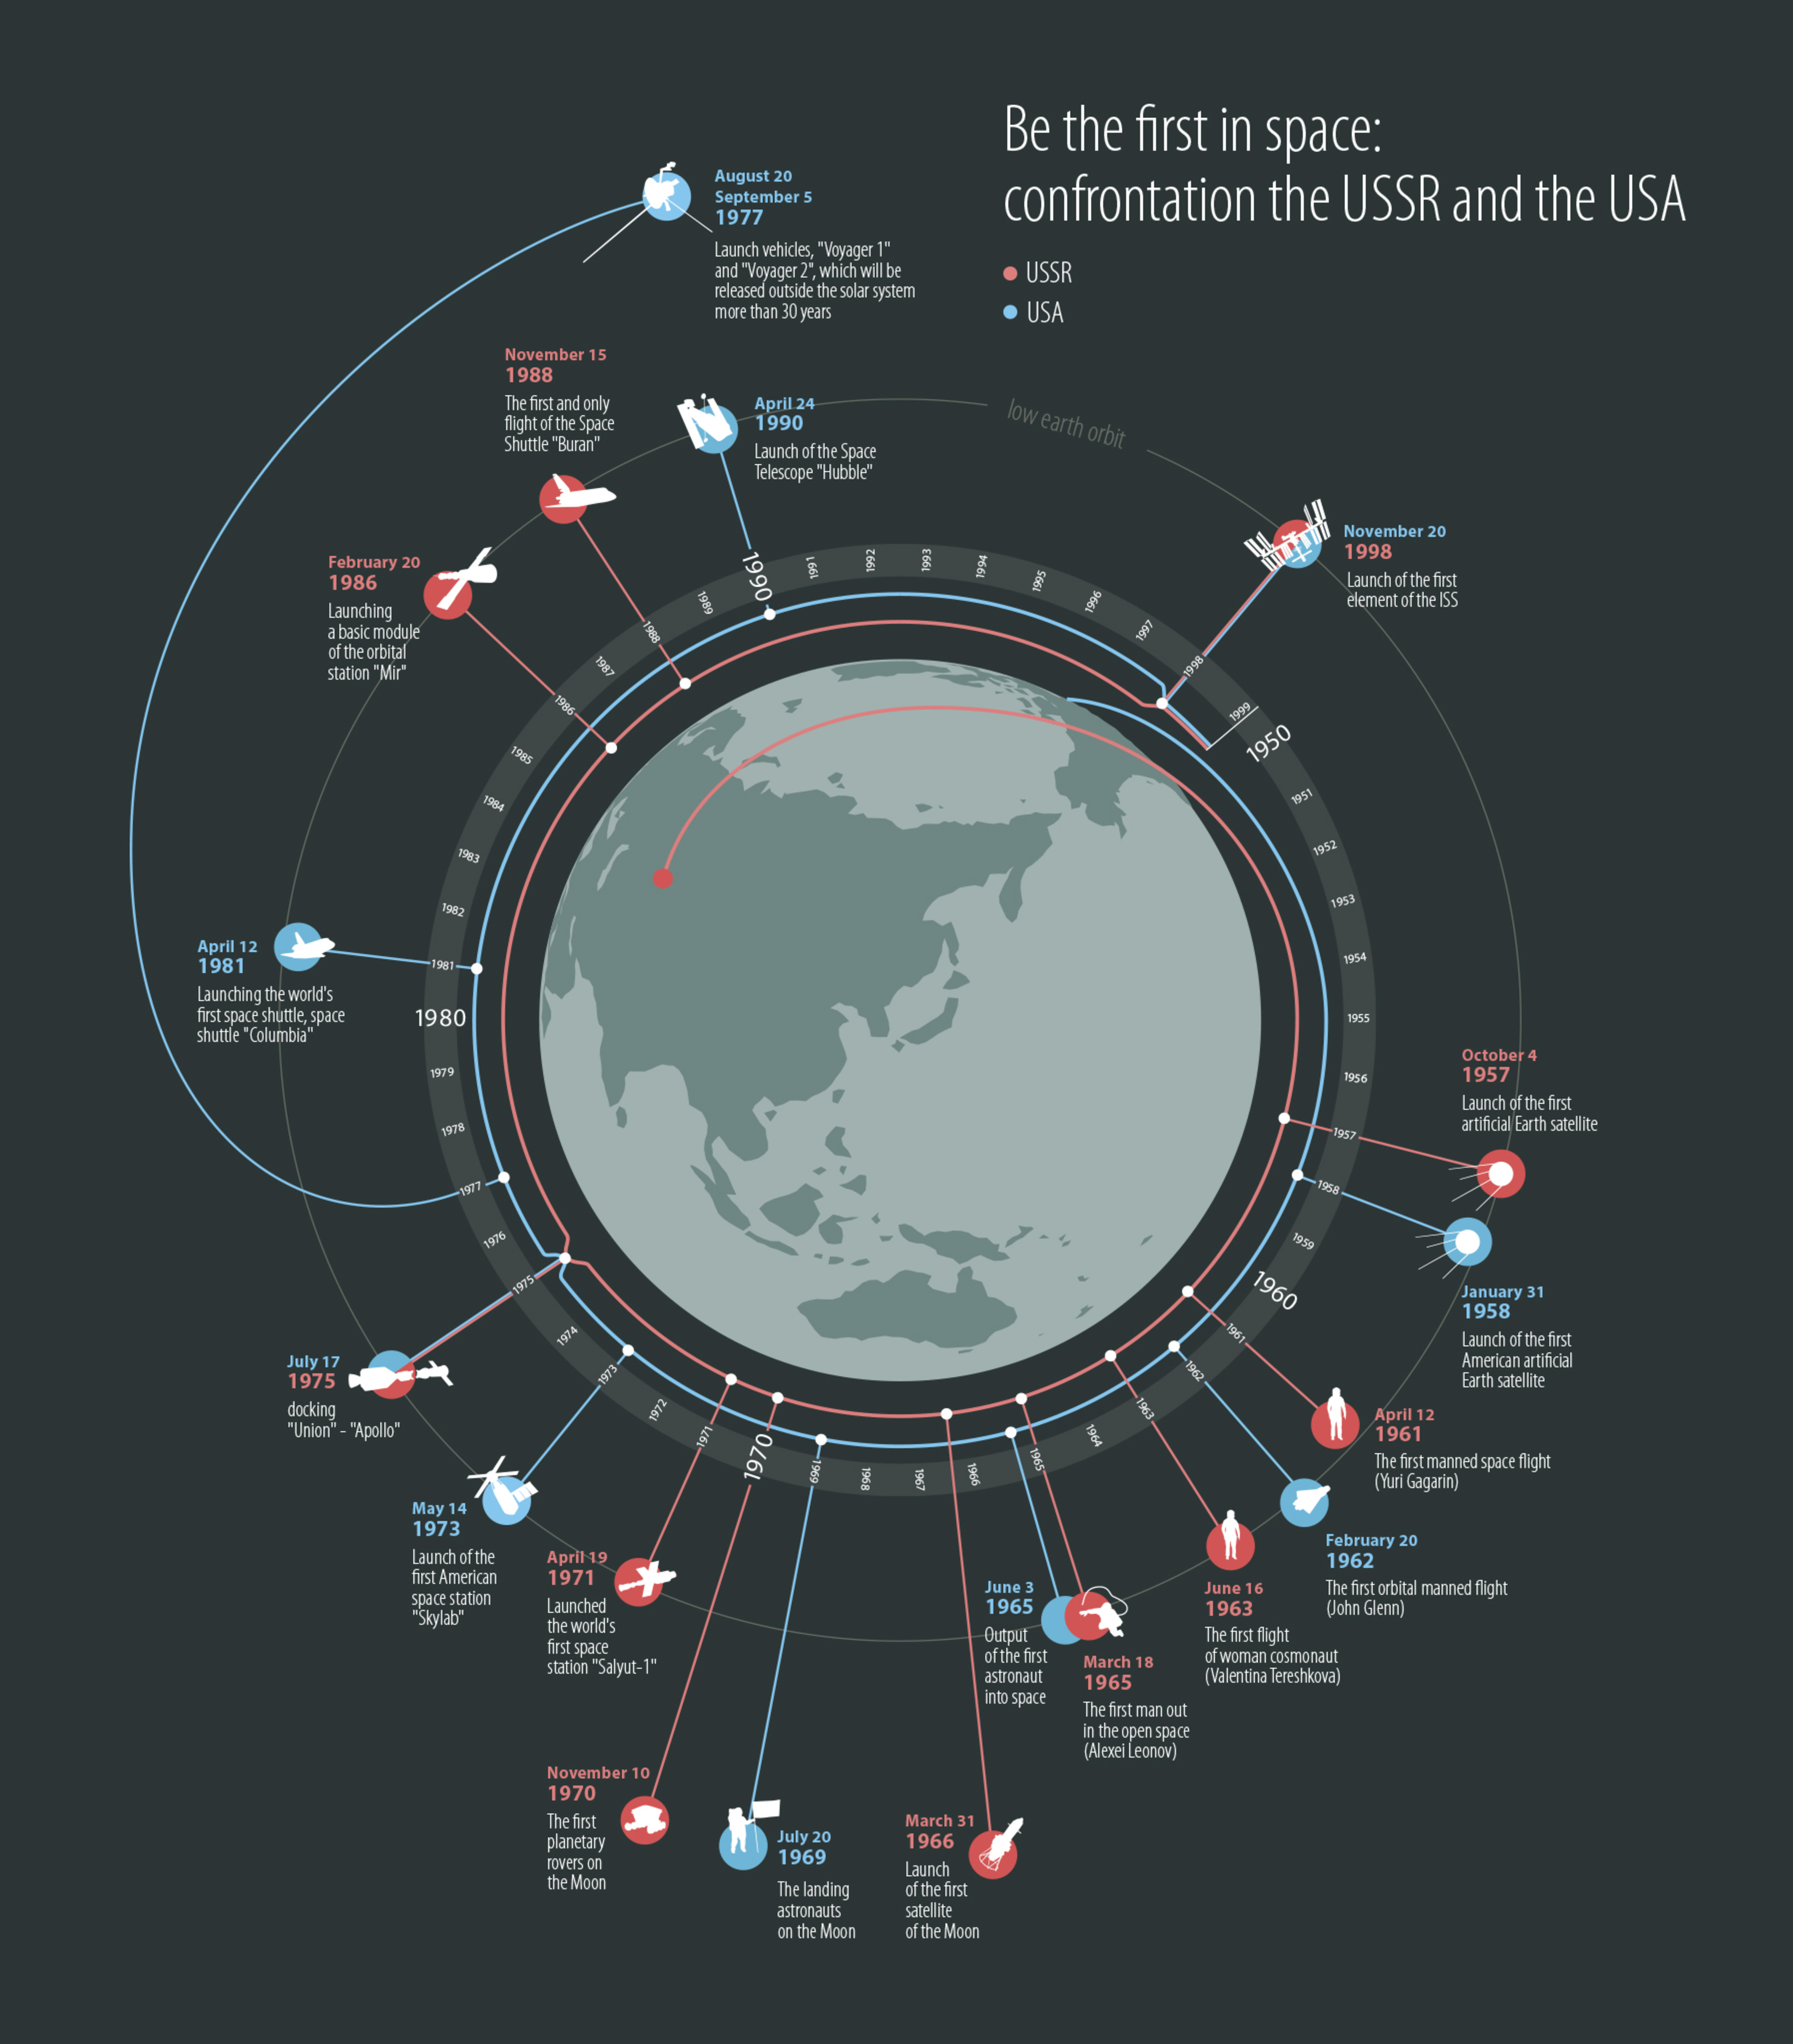 Be the first in space:
confrontation the USSR and the USA
USSR
USA
August 20
September 5
1977
Launch vehicles, "Voyager 1"
and "Voyager 2", which will be
released outside the solar system
more than 30 years
November 15
1988
The first and only
flight of the Space
Shuttle "Buran"
April 24
1990
Launch of the Space
Telescope "Hubble"
low earth orbit
November 20
1998
Launch of the first
element of the ISS
February 20
1986
Launching
a basic module
of the orbital
station "Mir"
April 12
1981
Launching the world's
first space shuttle, space
shuttle "Columbia"
October 4
1957
Launch of the first
artificial Earth satellite
January 31
1958
Launch of the first
American artificial
Earth satellite
April 12
1961
The first manned space flight
(Yuri Gagarin)
February 20
1962
The first orbital manned flight
(John Glenn)
June 16
1963
The first flight
of woman cosmonaut
(Valentina Tereshkova)
March 18
1965
The first man out
in the open space
(Alexei Leonov)
June 3
1965
Output
of the first
astronaut
into space
March 31
1966
Launch
of the first
satellite
of the Moon
July 20
1969
The landing
astronauts
on the Moon
November 10
1970
The first
planetary
rovers on
the Moon
April 19
1971
Launched
the world's
first space
station "Salyut-1"
May 14
1973
Launch of the
first American
space station
"Skylab"
July 17
1975
docking
"Union" - "Apollo"
1950
1951
1952
1953
1954
1955
1956
1957
1958
1959
1960
1961
1962
1963
1964
1965
1966
1967
1968
1969
1970
1971
1972
1973
1974
1975
1976
1977
1978
1979
1980
1981
1982
1983
1984
1985
1986
1987
1988
1989
1990
1991
1992
1993
1994
1995
1996
1997
1998
1999